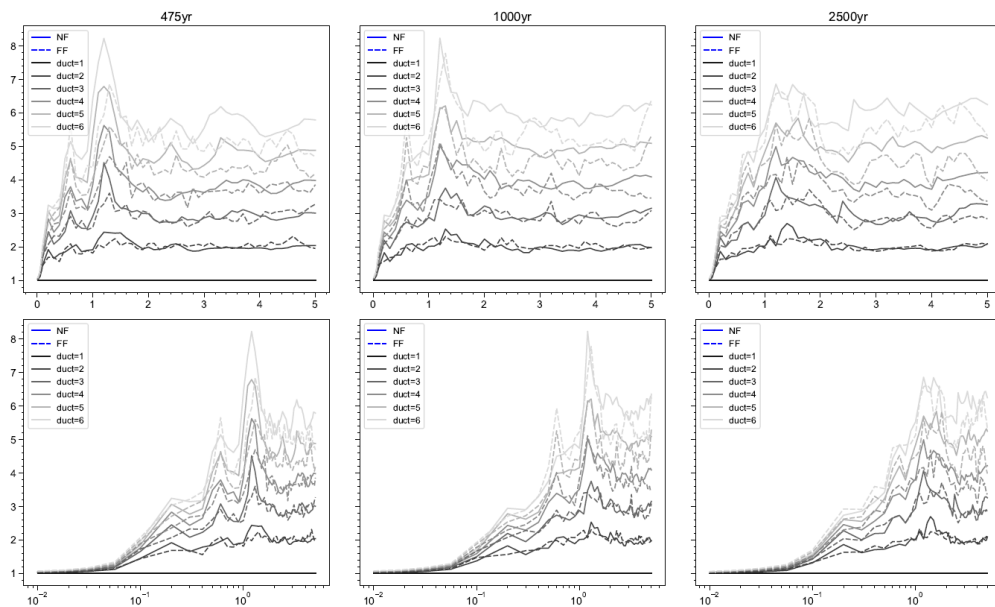 475yr
1000yr
2500yr
8
7
6
5
4
3
2
1
NF
FF
duct=1
duct=2
duct=3
duct=4
duct=5
duct=6
0 1 2 3 4 5
NF
FF
duct=1
duct=2
duct=3
duct=4
duct=5
duct=6
0 1 2 3 4 5
NF
FF
duct=1
duct=2
duct=3
duct=4
duct=5
duct=6
0 1 2 3 4 5
8
7
6
5
4
3
2
1
NF
FF
duct=1
duct=2
duct=3
duct=4
duct=5
duct=6
10⁻² 10⁻¹ 10⁰
NF
FF
duct=1
duct=2
duct=3
duct=4
duct=5
duct=6
10⁻² 10⁻¹ 10⁰
NF
FF
duct=1
duct=2
duct=3
duct=4
duct=5
duct=6
10⁻² 10⁻¹ 10⁰